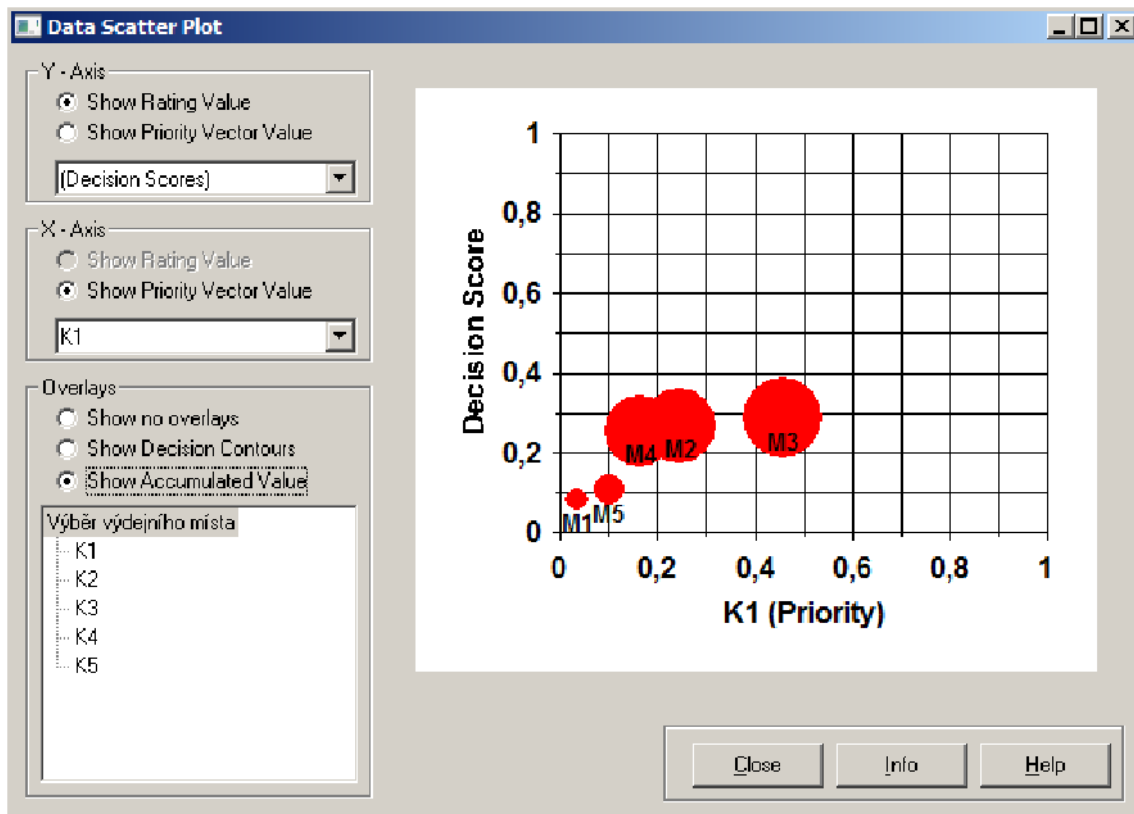 Data Scatter Plot
Y - Axis
Show Rating Value
Show Priority Vector Value
(Decision Scores)
X - Axis
Show Rating Value
Show Priority Vector Value
K1
Overlays
Show no overlays
Show Decision Contours
Show Accumulated Value
Výběr výdejního místa
K1
K2
K3
K4
K5
Decision Score
1
0,8
0,6
0,4
0,2
0
M4 M2 M3
M1 M5
0 0,2 0,4 0,6 0,8 1
K1 (Priority)
Close Info Help